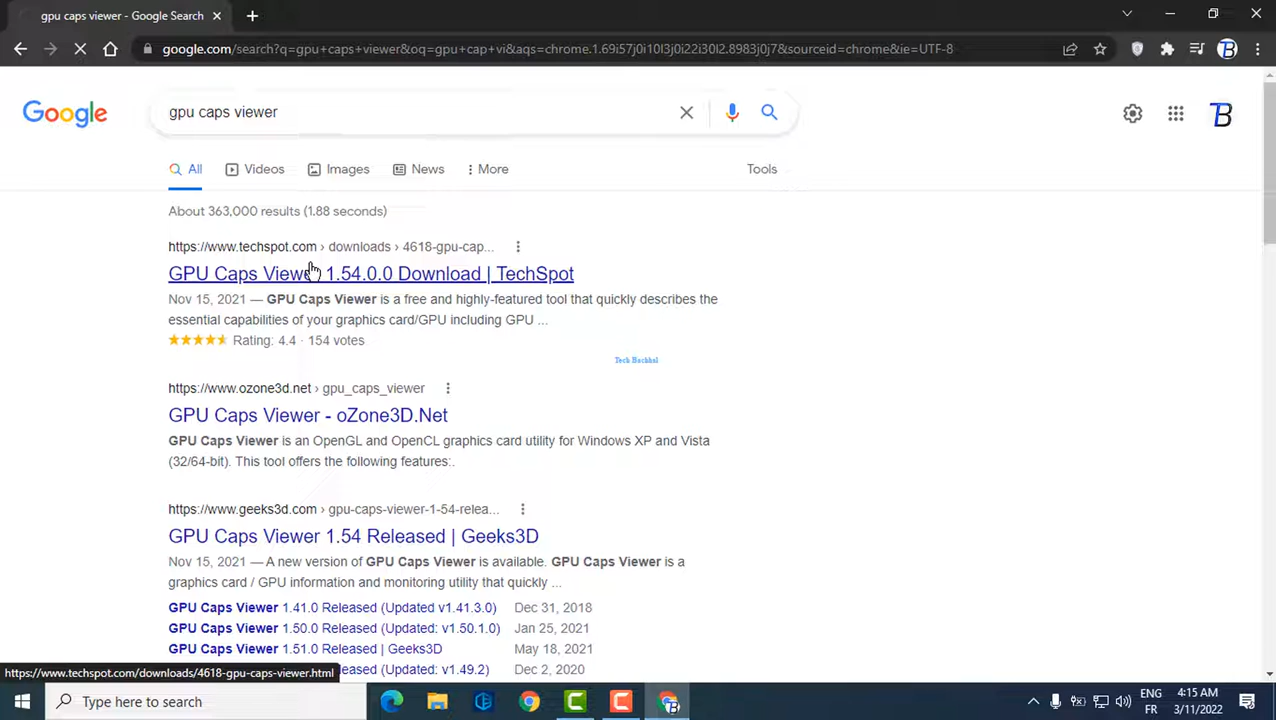 gpu caps viewer - Google Search
google.com/search?q=gpu+caps+viewer&oq=gpu+cap+vi&aqs=chrome.1.69i57j0i10l3j0i22i30l2.8983j0j7&sourceid=chrome&ie=UTF-8
Google
gpu caps viewer
All Videos Images News More Tools
About 363,000 results (1.88 seconds)
https://www.techspot.com › downloads › 4618-gpu-cap...
GPU Caps Viewer 1.54.0.0 Download | TechSpot
Nov 15, 2021 — GPU Caps Viewer is a free and highly-featured tool that quickly describes the
essential capabilities of your graphics card/GPU including GPU ...
Rating: 4.4 · 154 votes
Tech Bachhal
https://www.ozone3d.net › gpu_caps_viewer
GPU Caps Viewer - oZone3D.Net
GPU Caps Viewer is an OpenGL and OpenCL graphics card utility for Windows XP and Vista
(32/64-bit). This tool offers the following features:.
https://www.geeks3d.com › gpu-caps-viewer-1-54-relea...
GPU Caps Viewer 1.54 Released | Geeks3D
Nov 15, 2021 — A new version of GPU Caps Viewer is available. GPU Caps Viewer is a
graphics card / GPU information and monitoring utility that quickly ...
GPU Caps Viewer 1.41.0 Released (Updated v1.41.3.0) Dec 31, 2018
GPU Caps Viewer 1.50.0 Released (Updated: v1.50.1.0) Jan 25, 2021
GPU Caps Viewer 1.51.0 Released | Geeks3D May 18, 2021
https://www.techspot.com/downloads/4618-gpu-caps-viewer.html eased (Updated: v1.49.2) Dec 2, 2020
Type here to search
ENG
FR
4:15 AM
3/11/2022